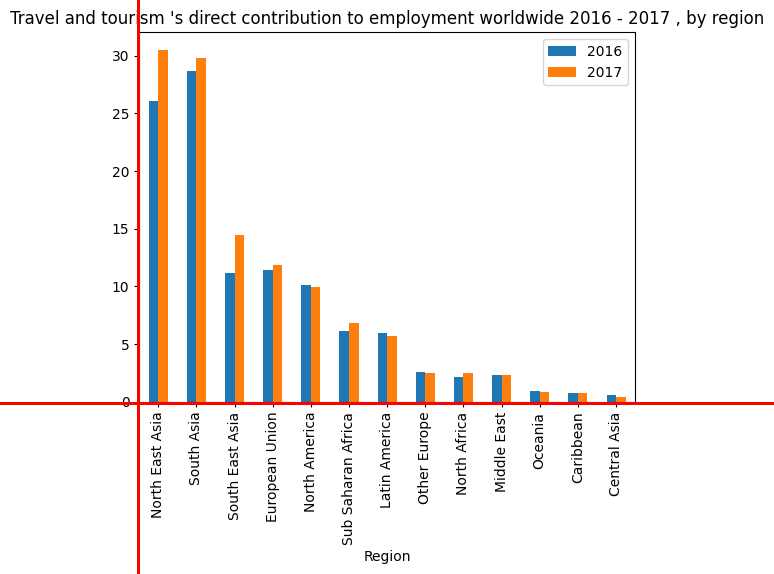 Travel and tourism 's direct contribution to employment worldwide 2016 - 2017 , by region
2016
2017
30
25
20
15
10
5
0
North East Asia
South Asia
South East Asia
European Union
North America
Sub Saharan Africa
Latin America
Other Europe
North Africa
Middle East
Oceania
Caribbean
Central Asia
Region